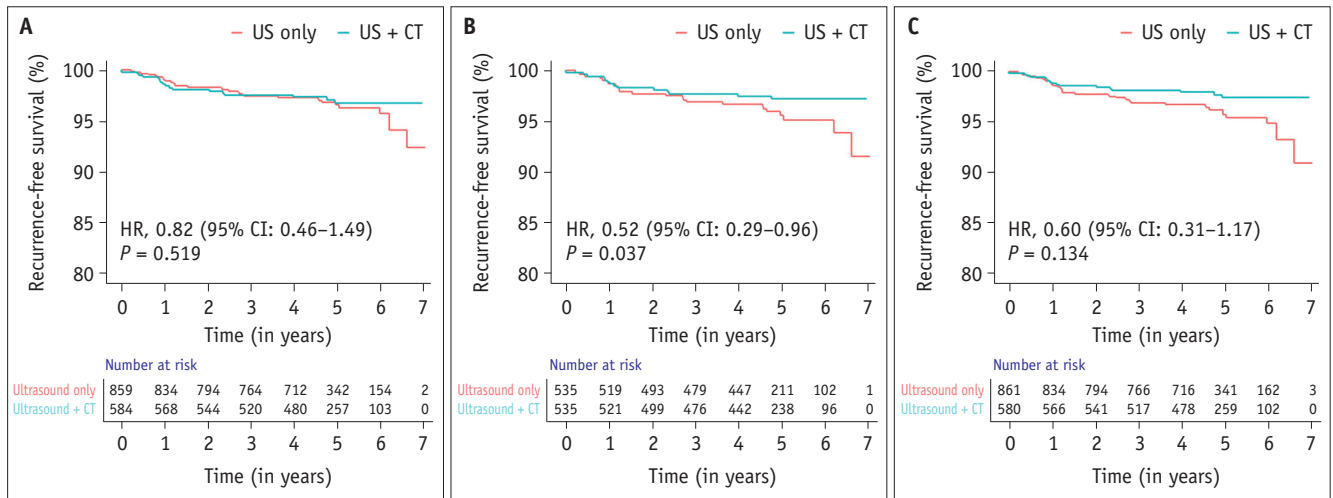 A
US only US + CT
Recurrence-free survival (%)
100
95
90
85
80
HR, 0.82 (95% CI: 0.46–1.49)
P = 0.519
0 1 2 3 4 5 6 7
Time (in years)
Number at risk
Ultrasound only 859 834 794 764 712 342 154 2
Ultrasound + CT 584 568 544 520 480 257 103 0
0 1 2 3 4 5 6 7
Time (in years)
B
US only US + CT
Recurrence-free survival (%)
100
95
90
85
80
HR, 0.52 (95% CI: 0.29–0.96)
P = 0.037
0 1 2 3 4 5 6 7
Time (in years)
Number at risk
Ultrasound only 535 519 493 479 447 211 102 1
Ultrasound + CT 535 521 499 476 442 238 96 0
0 1 2 3 4 5 6 7
Time (in years)
C
US only US + CT
Recurrence-free survival (%)
100
95
90
85
80
HR, 0.60 (95% CI: 0.31–1.17)
P = 0.134
0 1 2 3 4 5 6 7
Time (in years)
Number at risk
Ultrasound only 861 834 794 766 716 341 162 3
Ultrasound + CT 580 566 541 517 478 259 102 0
0 1 2 3 4 5 6 7
Time (in years)